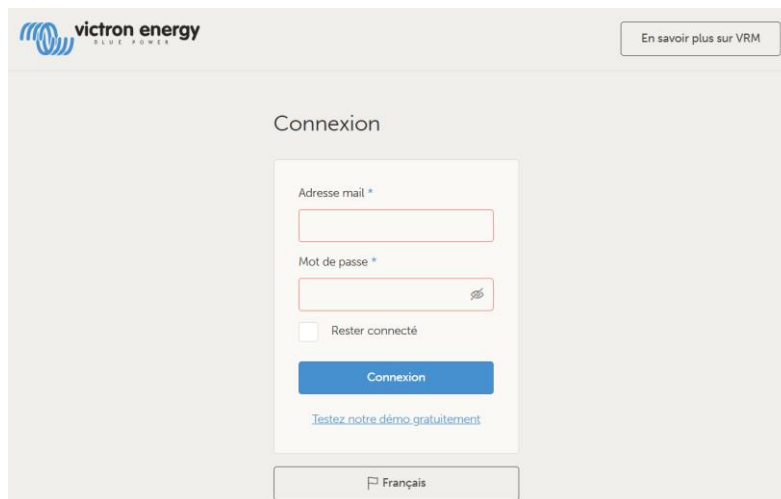 victron energy
BLUE POWER
En savoir plus sur VRM
Connexion
Adresse mail *
Mot de passe *
Rester connecté
Connexion
Testez notre démo gratuitement
Français